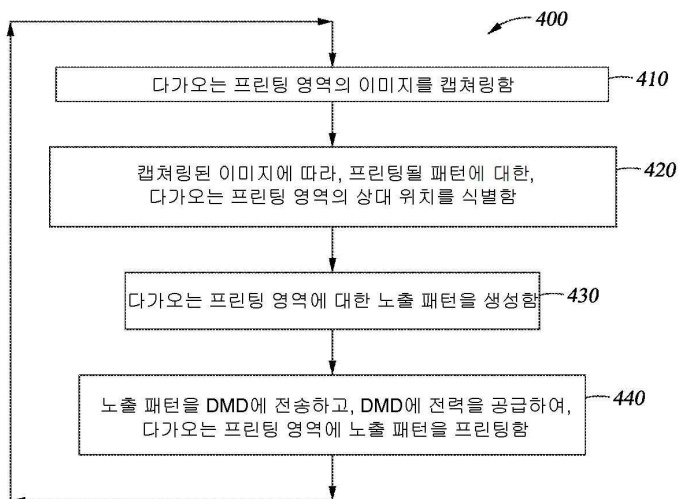 400
다가오는 프린팅 영역의 이미지를 캡쳐링함
410
캡쳐링된 이미지에 따라, 프린팅될 패턴에 대한,
다가오는 프린팅 영역의 상대 위치를 식별함
420
다가오는 프린팅 영역에 대한 노출 패턴을 생성함
430
노출 패턴을 DMD에 전송하고, DMD에 전력을 공급하여,
다가오는 프린팅 영역에 노출 패턴을 프린팅함
440